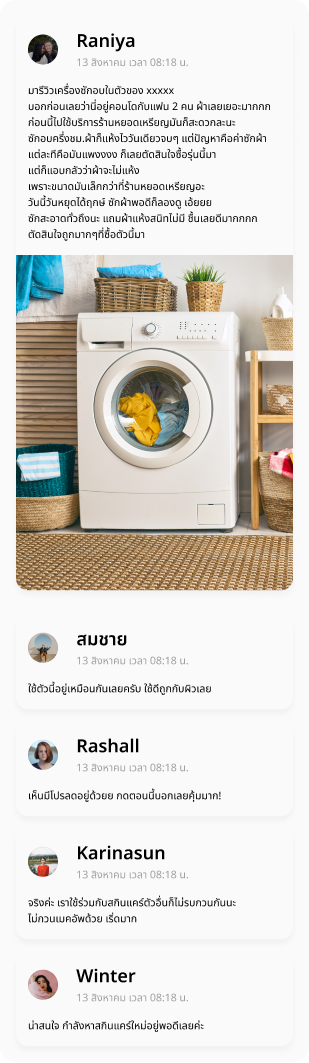 Raniya
13 สิงหาคม เวลา 08:18 น.
มารีวิวเครื่องซักอบในตัวของ xxxxx
บอกก่อนเลยว่านี่อยู่คอนโดกับแฟน 2 คน ผ้าเลยเยอะมากกก
ก่อนนี้ไปใช้บริการร้านหยอดเหรียญมันก็สะดวกละนะ
ซักอบครึ่งชม.ผ้าก็แห้งไววันเดียวจบๆ แต่ปัญหาคือค่าซักผ้า
แต่ละทีคือมันแพงงงง ก็เลยตัดสินใจซื้อรุ่นนี้มา
แต่ก็แอบกลัวว่าผ้าจะไม่แห้ง
เพราะขนาดมันเล็กกว่าที่ร้านหยอดเหรียญอะ
วันนี้วันหยุดได้ฤกษ์ ซักผ้าพอดีก็ลองดู เอ้ยยย
ซักสะอาดทั่วถึงนะ แถมผ้าแห้งสนิทไม่มี ชื้นเลยดีมากกกก
ตัดสินใจถูกมากๆที่ซื้อตัวนี้มา
สมชาย
13 สิงหาคม เวลา 08:18 น.
ใช้ตัวนี้อยู่เหมือนกันเลยครับ ใช้ดีถูกกับผิวเลย
Rashall
13 สิงหาคม เวลา 08:18 น.
เห็นมีโปรลดอยู่ด้วยย กดตอนนี้บอกเลยคุ้มมาก!
Karinasun
13 สิงหาคม เวลา 08:18 น.
จริงค่ะ เราใช้ร่วมกับสกินแคร์ตัวอื่นก็ไม่รบกวนกันนะ
ไม่กวนเมคอัพด้วย เริ่ดมาก
Winter
13 สิงหาคม เวลา 08:18 น.
น่าสนใจ กำลังหาสกินแคร์ใหม่อยู่พอดีเลยค่ะ